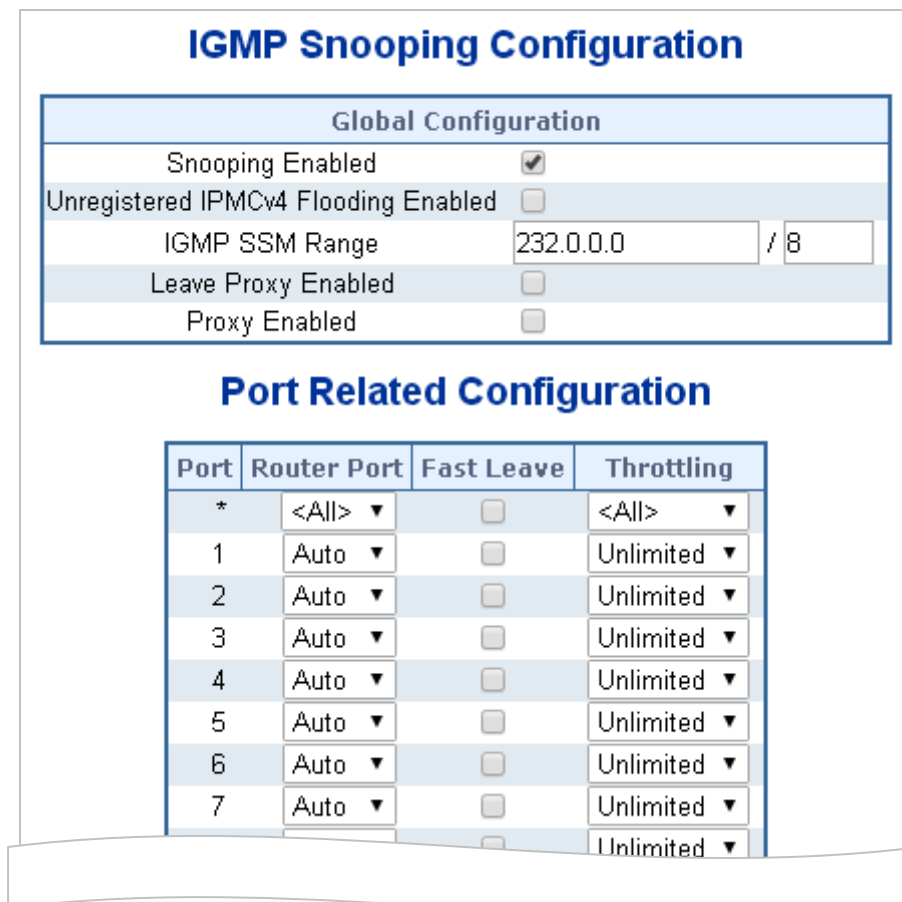 IGMP Snooping Configuration
Global Configuration
Snooping Enabled
Unregistered IPMCv4 Flooding Enabled
IGMP SSM Range 232.0.0.0 / 8
Leave Proxy Enabled
Proxy Enabled
Port Related Configuration
Port Router Port Fast Leave Throttling
* <All> <All>
1 Auto Unlimited
2 Auto Unlimited
3 Auto Unlimited
4 Auto Unlimited
5 Auto Unlimited
6 Auto Unlimited
7 Auto Unlimited
Unlimited